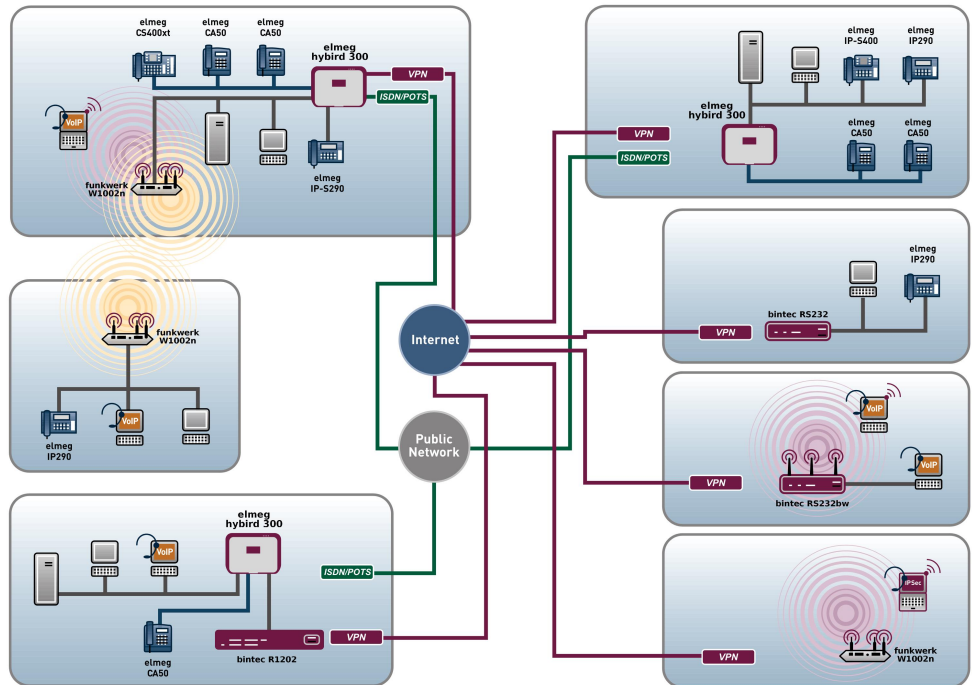 elmeg
CS400xt
elmeg
CA50
elmeg
CA50
elmeg
hybird 300
VPN
ISDN/POTS
VoIP
funkwerk
W1002n
elmeg
IP-S290
elmeg
hybird 300
elmeg
IP-S400
elmeg
IP290
elmeg
CA50
elmeg
CA50
VPN
ISDN/POTS
elmeg
IP290
bintec RS232
VPN
funkwerk
W1002n
elmeg
IP290
VoIP
Internet
Public
Network
VoIP
VoIP
VPN
bintec RS232bw
elmeg
hybird 300
VoIP
ISDN/POTS
elmeg
CA50
bintec R1202
VPN
IPSec
funkwerk
W1002n
VPN